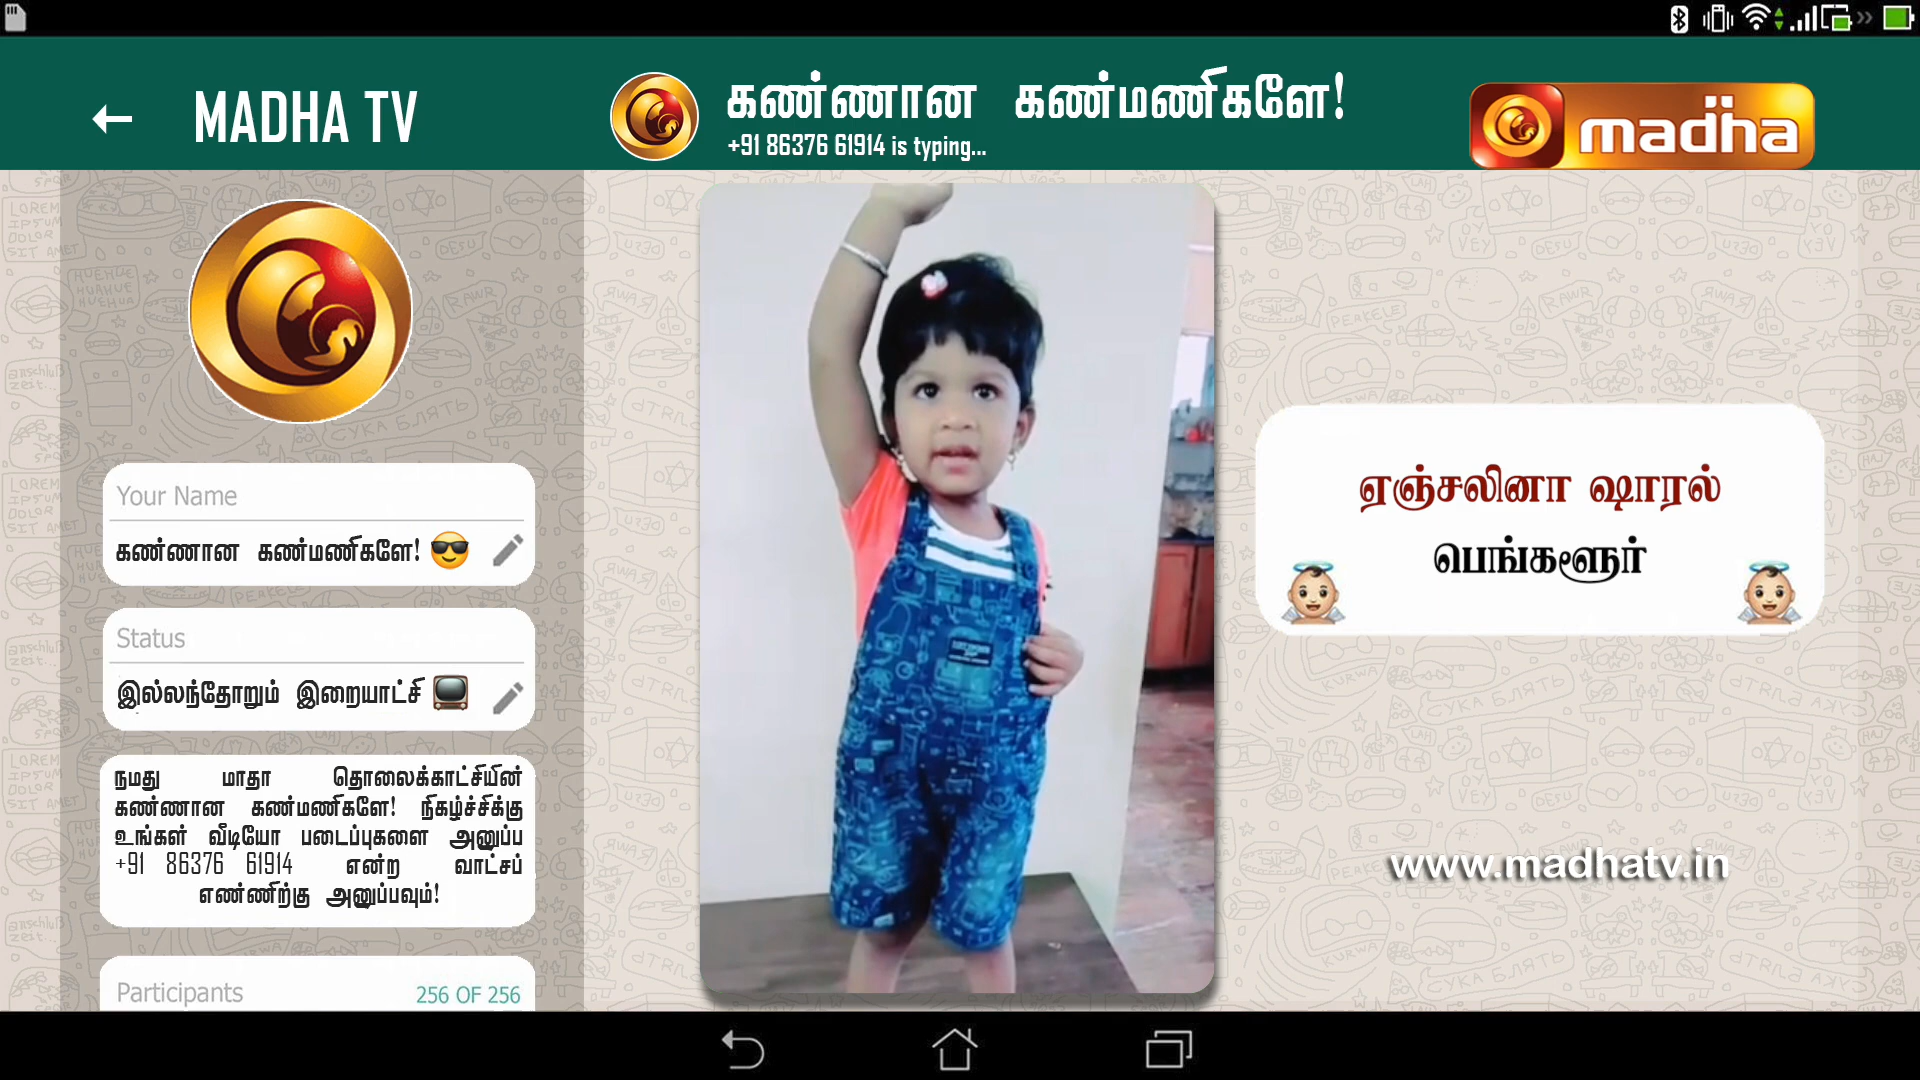 MADHA TV
கண்ணான கண்மணிகளே!
+91 86376 61914 is typing...
madha
Your Name
கண்ணான கண்மணிகளே!
Status
இல்லந்தோறும் இறையாட்சி
நமது மாதா தொலைக்காட்சியின்
கண்ணான கண்மணிகளே! நிகழ்ச்சிக்கு
உங்கள் வீடியோ படைப்புகளை அனுப்ப
+91 86376 61914 என்ற வாட்சப்
எண்ணிற்கு அனுப்பவும்!
Participants 256 OF 256
ஏஞ்சலினா ஷாரல்
பெங்களூர்
www.madhatv.in